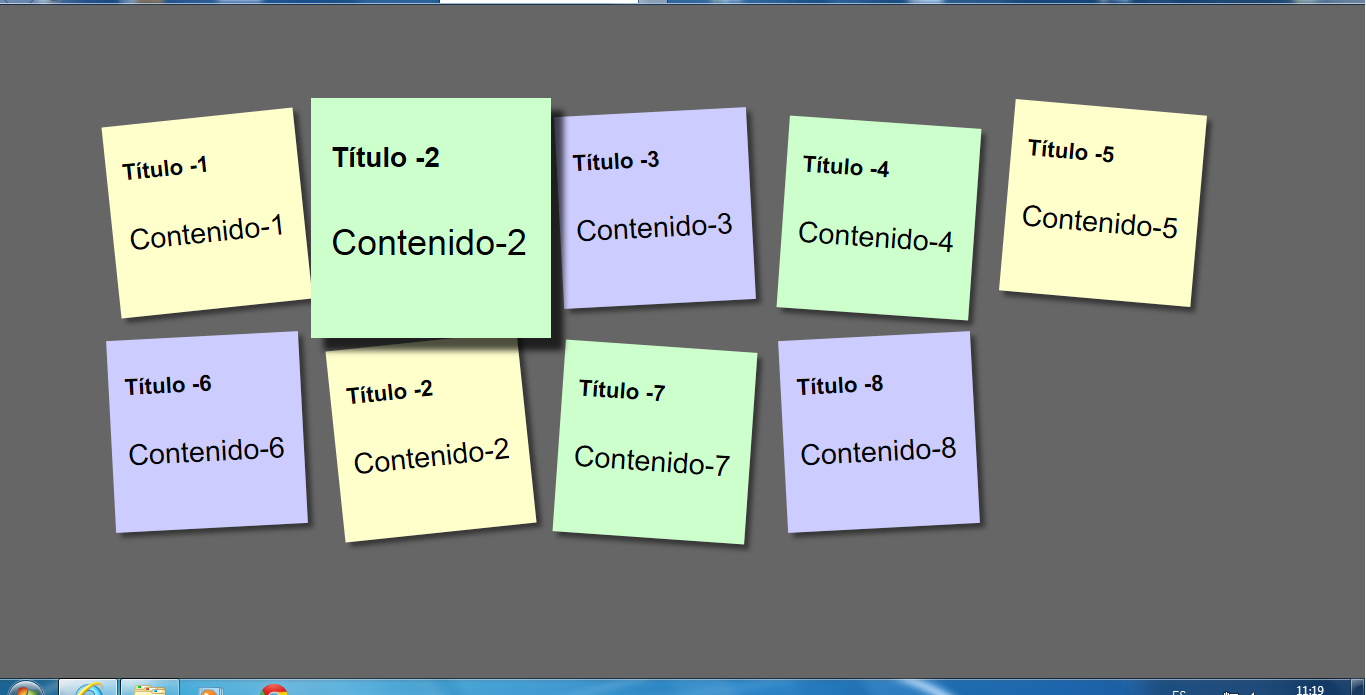 Título -1
Contenido-1
Título -2
Contenido-2
Título -3
Contenido-3
Título -4
Contenido-4
Título -5
Contenido-5
Título -6
Contenido-6
Título -2
Contenido-2
Título -7
Contenido-7
Título -8
Contenido-8
ES
11:19